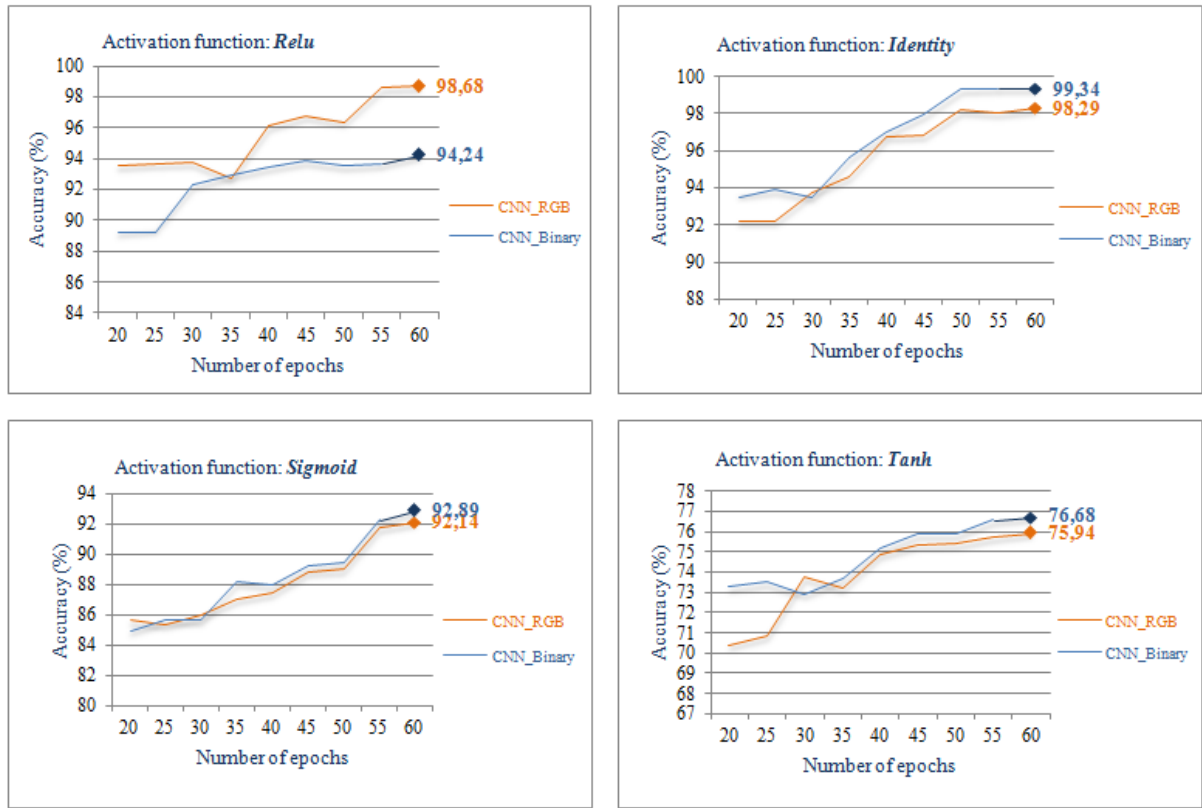 Activation function: Relu
100
98
96
94
92
90
88
86
84
Accuracy (%)
98,68
94,24
CNN_RGB
CNN_Binary
20 25 30 35 40 45 50 55 60
Number of epochs
Activation function: Identity
100
98
96
94
92
90
88
Accuracy (%)
99,34
98,29
CNN_RGB
CNN_Binary
20 25 30 35 40 45 50 55 60
Number of epochs
Activation function: Sigmoid
94
92
90
88
86
84
82
80
Accuracy (%)
92,89
92,14
CNN_RGB
CNN_Binary
20 25 30 35 40 45 50 55 60
Number of epochs
Activation function: Tanh
78
77
76
75
74
73
72
71
70
69
68
67
Accuracy (%)
76,68
75,94
CNN_RGB
CNN_Binary
20 25 30 35 40 45 50 55 60
Number of epochs